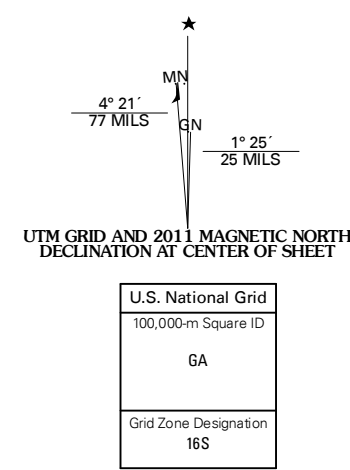 MN
4° 21´
77 MILS
GN
1° 25´
25 MILS
UTM GRID AND 2011 MAGNETIC NORTH
DECLINATION AT CENTER OF SHEET
U.S. National Grid
100,000-m Square ID
GA
Grid Zone Designation
16S